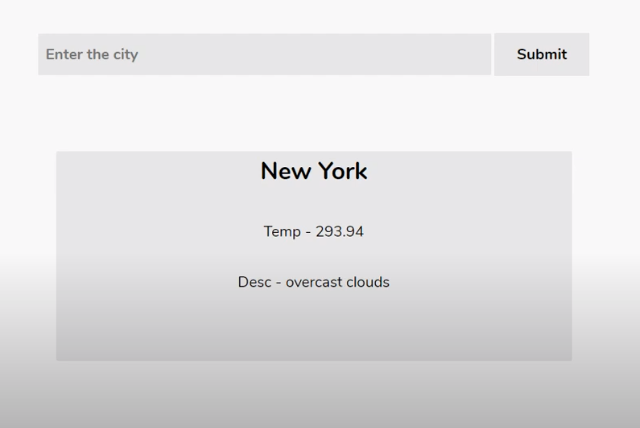 Enter the city
Submit
New York
Temp - 293.94
Desc - overcast clouds